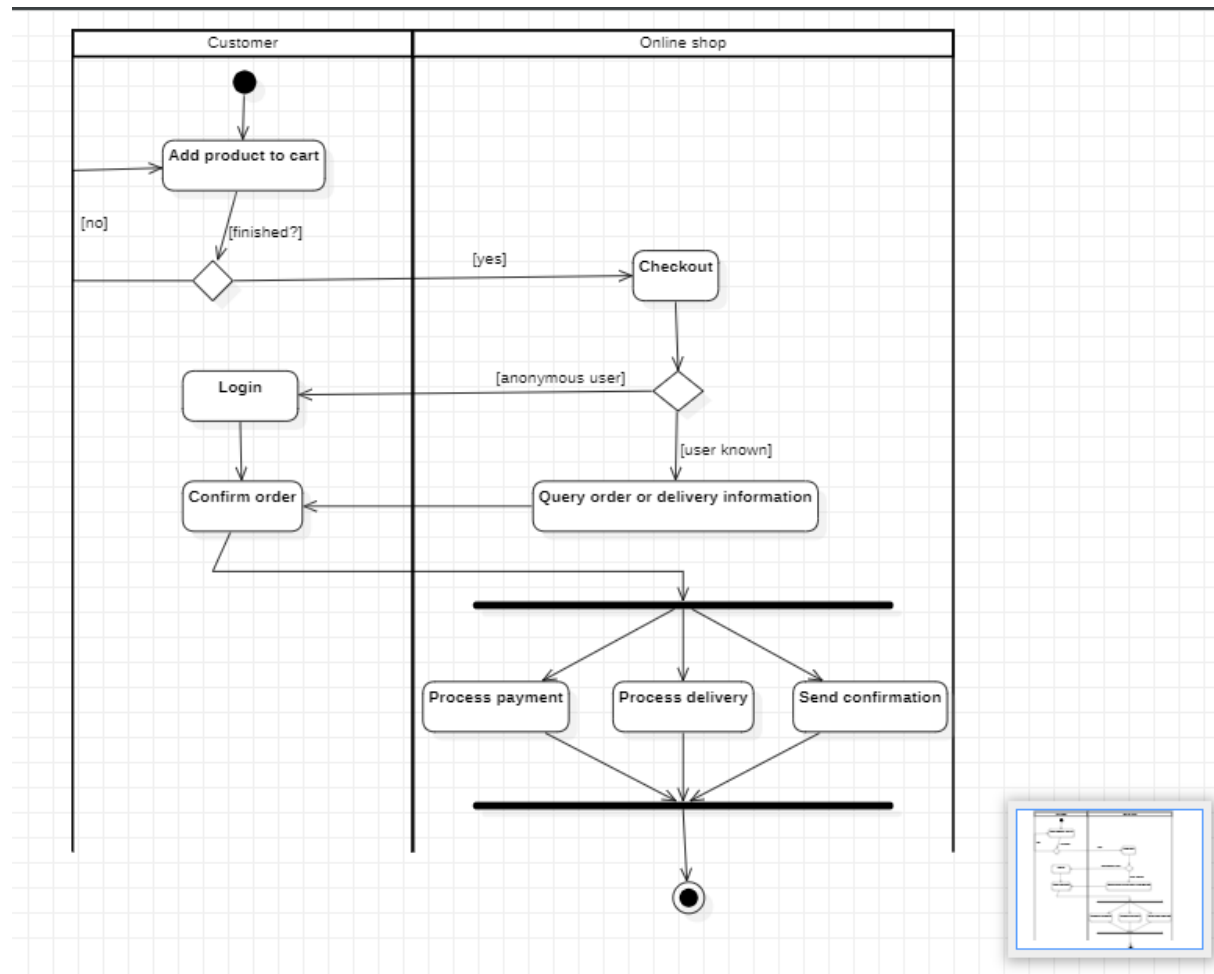 Customer
Online shop
Add product to cart
[no]
[finished?]
[yes]
Checkout
Login
[anonymous user]
[user known]
Confirm order
Query order or delivery information
Process payment
Process delivery
Send confirmation